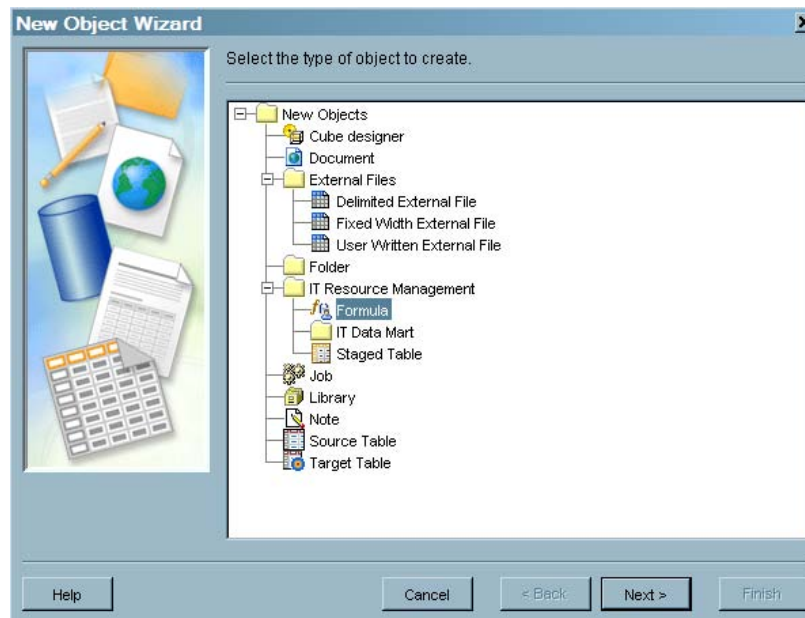 New Object Wizard
Select the type of object to create.
New Objects
Cube designer
Document
External Files
Delimited External File
Fixed Width External File
User Written External File
Folder
IT Resource Management
Formula
IT Data Mart
Staged Table
Job
Library
Note
Source Table
Target Table
Help Cancel < Back Next > Finish